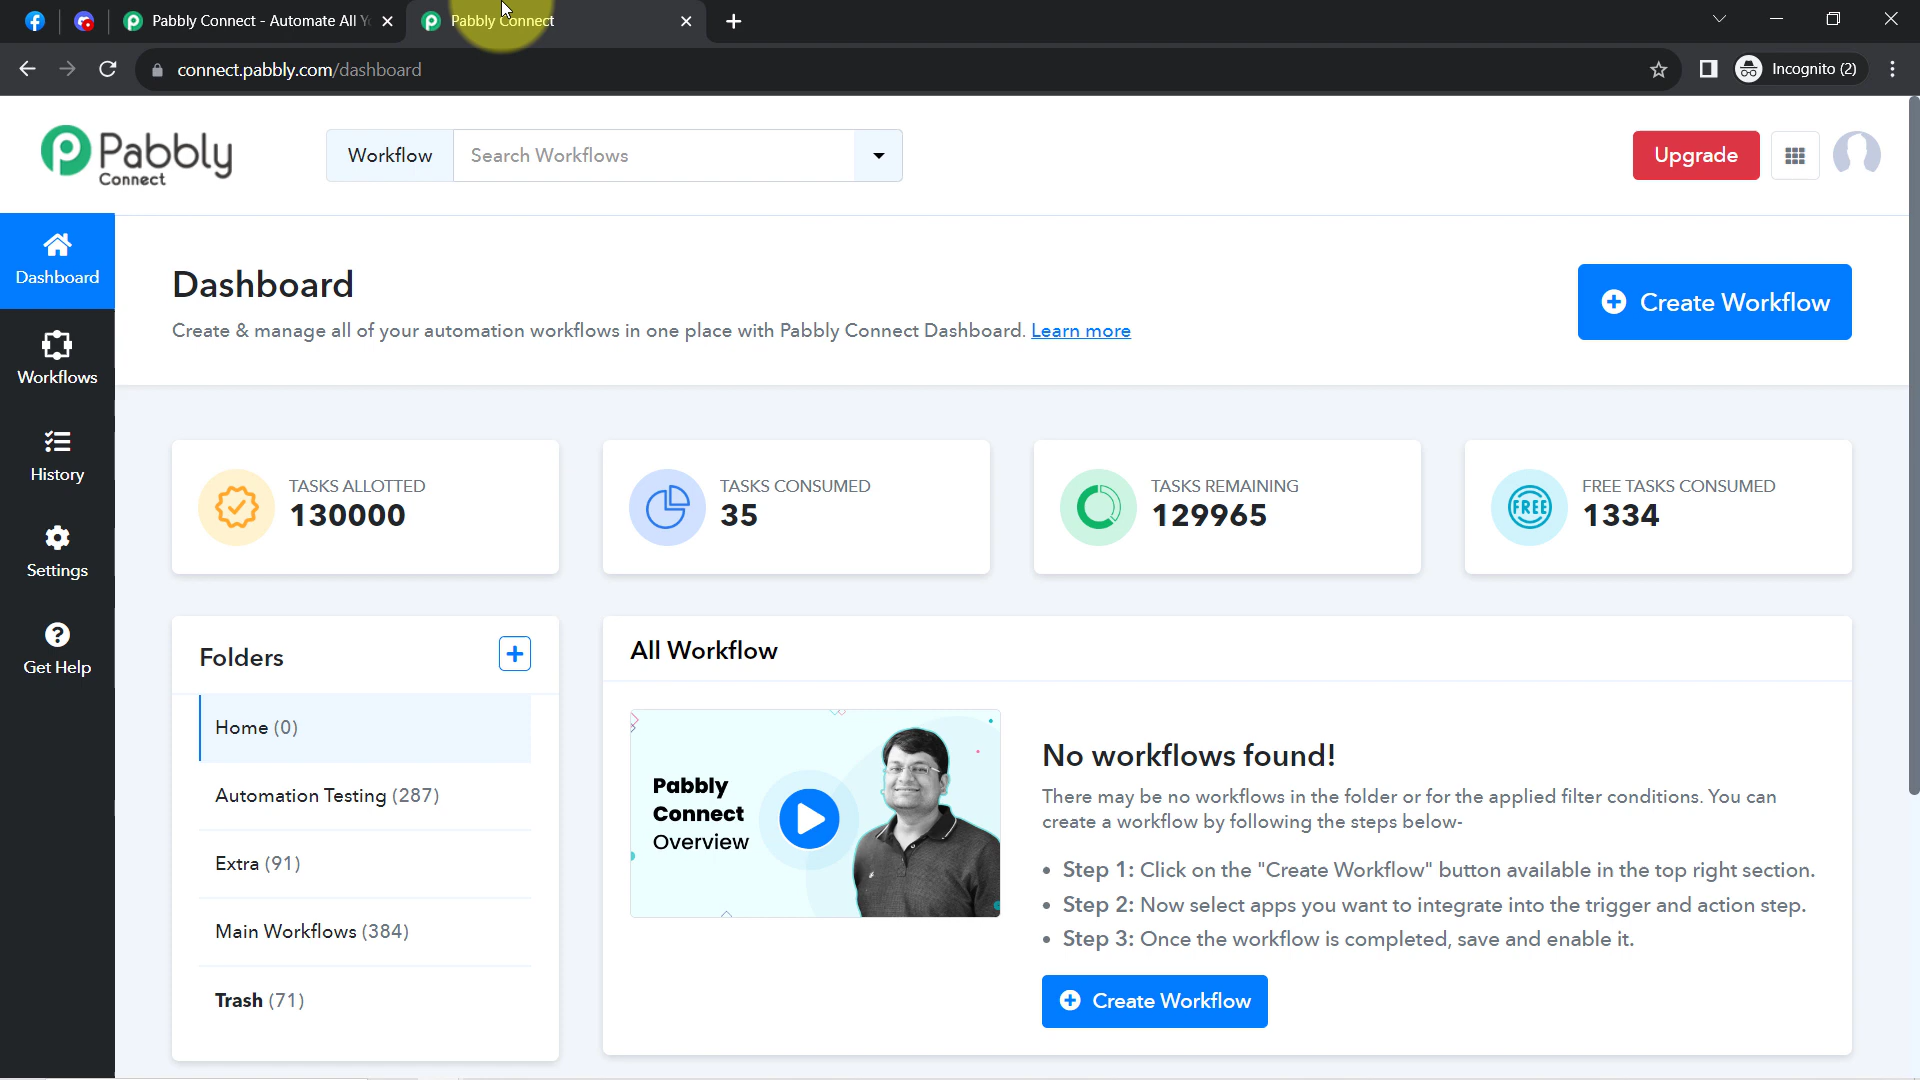 Pabbly Connect - Automate All Y
Pabbly Connect
connect.pabbly.com/dashboard
Incognito (2)
Pabbly
Connect
Workflow
Search Workflows
Upgrade
Dashboard
Workflows
History
Settings
Get Help
Dashboard
Create & manage all of your automation workflows in one place with Pabbly Connect Dashboard. Learn more
Create Workflow
TASKS ALLOTTED
130000
TASKS CONSUMED
35
TASKS REMAINING
129965
FREE
FREE TASKS CONSUMED
1334
Folders
Home (0)
Automation Testing (287)
Extra (91)
Main Workflows (384)
Trash (71)
All Workflow
Pabbly
Connect
Overview
No workflows found!
There may be no workflows in the folder or for the applied filter conditions. You can
create a workflow by following the steps below-
• Step 1: Click on the "Create Workflow" button available in the top right section.
• Step 2: Now select apps you want to integrate into the trigger and action step.
• Step 3: Once the workflow is completed, save and enable it.
Create Workflow